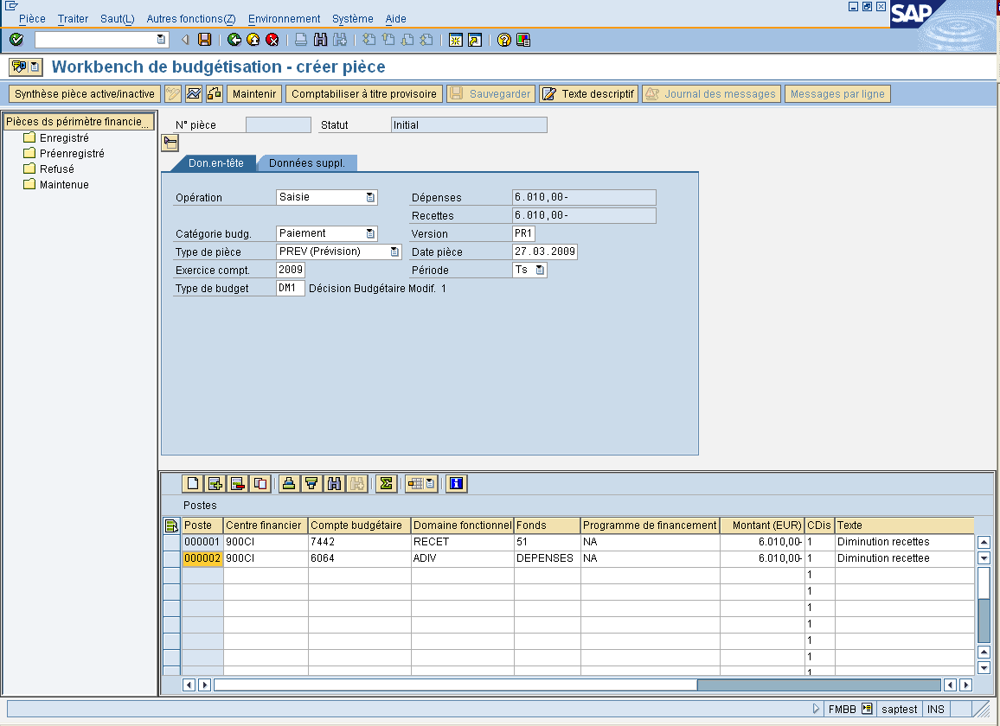 Pièce Traiter Saut(L) Autres fonctions(Z) Environnement Système Aide
SAP
Workbench de budgétisation - créer pièce
Synthèse pièce active/inactive Maintenir Comptabiliser à titre provisoire Sauvegarder Texte descriptif Journal des messages Messages par ligne
Pièces ds périmètre financie...
Enregistré
Préenregistré
Refusé
Maintenue
N° pièce Statut Initial
Don.en-tête Données suppl.
Opération Saisie Dépenses 6.010,00-
Recettes 6.010,00-
Catégorie budg. Paiement Version PR1
Type de pièce PREV (Prévision) Date pièce 27.03.2009
Exercice compt. 2009 Période Ts
Type de budget DM1 Décision Budgétaire Modif. 1
Postes
Poste Centre financier Compte budgétaire Domaine fonctionnel Fonds Programme de financement Montant (EUR) CDis Texte
000001 900CI 7442 RECET 51 NA 6.010,00- 1 Diminution recettes
000002 900CI 6064 ADIV DEPENSES NA 6.010,00- 1 Diminution recettee
1
1
1
1
1
1
1
FMBB saptest INS